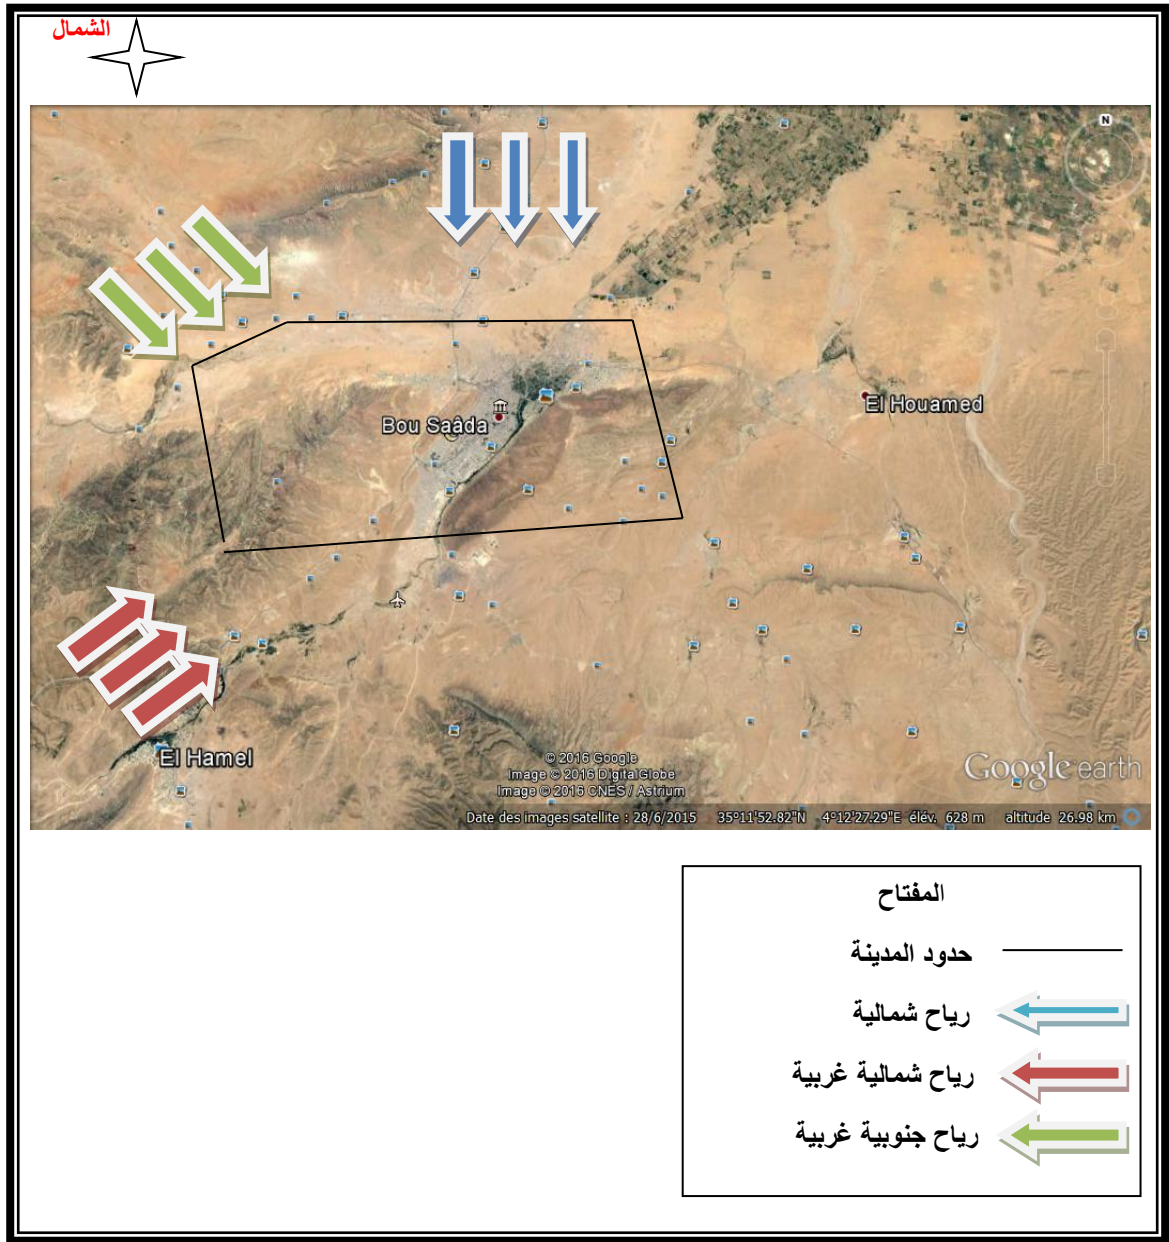 الشمال
N
Bou Saâda
El Houamed
El Hamel
© 2016 Google
Image © 2016 DigitalGlobe
Image © 2016 CNES / Astrium
Google earth
Date des images satellite : 28/6/2015 35°11'52.82"N 4°12'27.29"E élév. 628 m altitude 26.98 km
المفتاح
حدود المدينة
رياح شمالية
رياح شمالية غربية
رياح جنوبية غربية